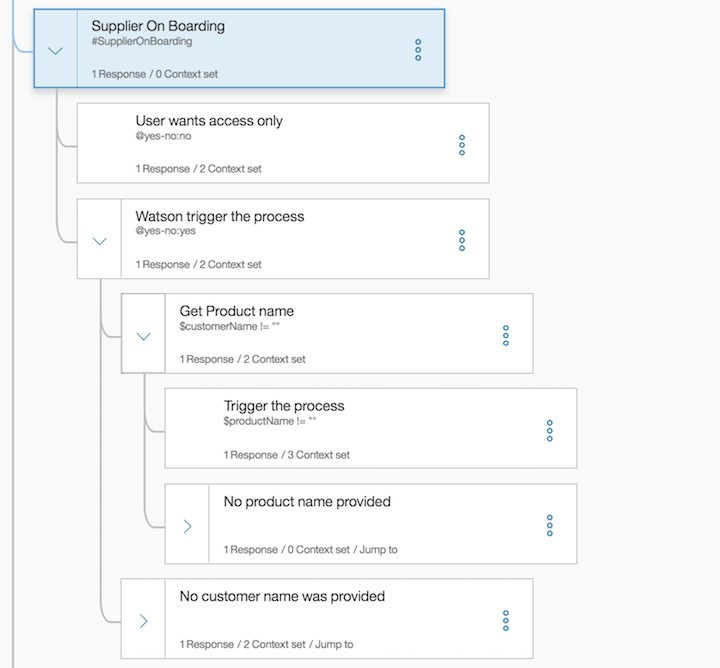 Supplier On Boarding
#SupplierOnBoarding
1 Response / 0 Context set
User wants access only
@yes-no:no
1 Response / 2 Context set
Watson trigger the process
@yes-no:yes
1 Response / 2 Context set
Get Product name
$customerName != ""
1 Response / 2 Context set
Trigger the process
$productName != ""
1 Response / 3 Context set
No product name provided
1 Response / 0 Context set / Jump to
No customer name was provided
1 Response / 2 Context set / Jump to